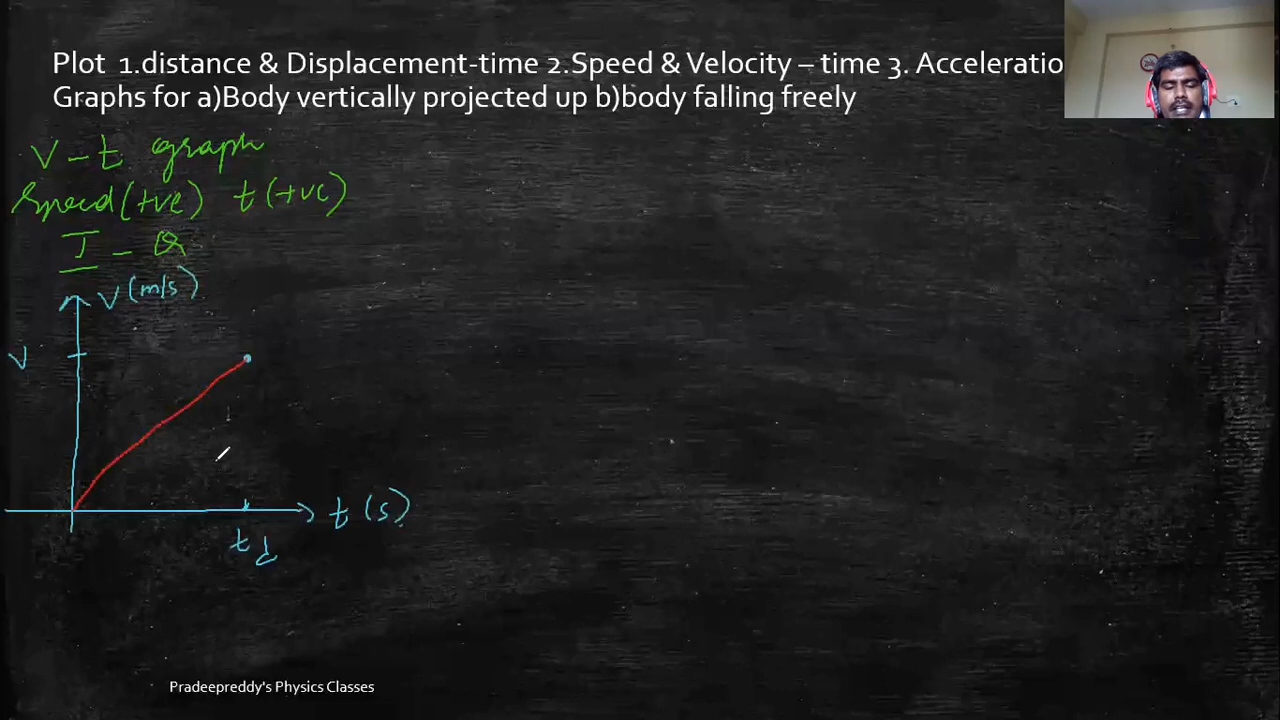 Plot 1.distance & Displacement-time 2.Speed & Velocity – time 3. Acceleratio
Graphs for a)Body vertically projected up b)body falling freely
V - t graph
Speed (+ve) t (+ve)
I - Q
V (m/s)
V
t (s)
t d
Pradeepreddy's Physics Classes